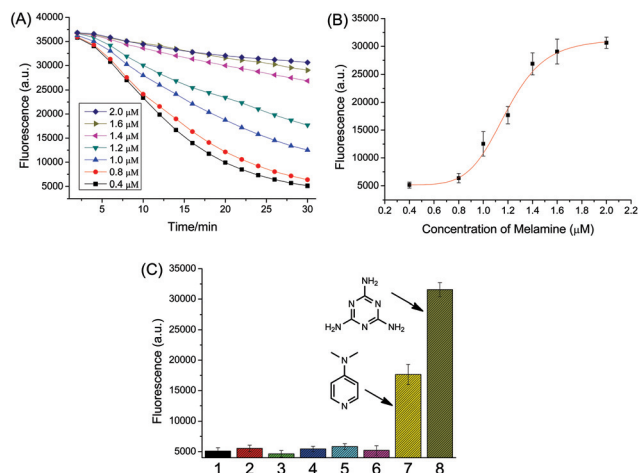 (A)
40000
35000
30000
25000
20000
15000
10000
5000
Fluorescence (a.u.)
2.0 μM
1.6 μM
1.4 μM
1.2 μM
1.0 μM
0.8 μM
0.4 μM
5 10 15 20 25 30
Time/min
(B)
35000
30000
25000
20000
15000
10000
5000
Fluorescence (a.u.)
0.2 0.4 0.6 0.8 1.0 1.2 1.4 1.6 1.8 2.0 2.2
Concentration of Melamine (μM)
(C)
35000
30000
25000
20000
15000
10000
5000
Fluorescence (a.u.)
NH2
N N
H2N N NH2
N
N
1 2 3 4 5 6 7 8